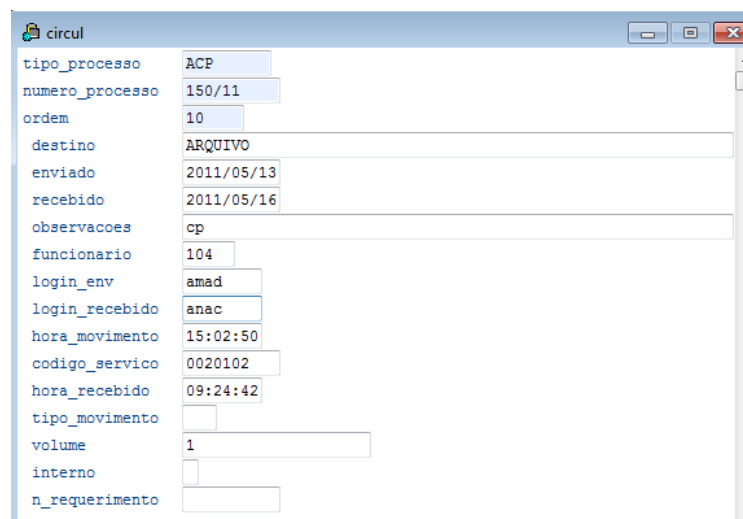 circul
tipo_processo ACP
numero_processo 150/11
ordem 10
destino ARQUIVO
enviado 2011/05/13
recebido 2011/05/16
observacoes cp
funcionario 104
login_env amad
login_recebido anac
hora_movimento 15:02:50
codigo_servico 0020102
hora_recebido 09:24:42
tipo_movimento
volume 1
interno
n_requerimento